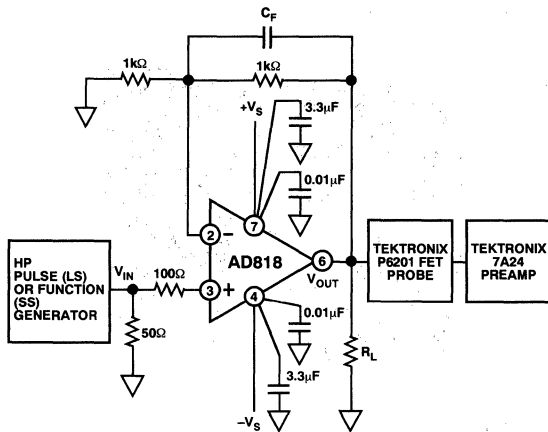 C_F
1kΩ
1kΩ
+V_S
3.3µF
0.01µF
2
−
7
HP
PULSE (LS)
OR FUNCTION
(SS)
GENERATOR
V_IN
100Ω
3
+
AD818
4
6
V_OUT
TEKTRONIX
P6201 FET
PROBE
TEKTRONIX
7A24
PREAMP
50Ω
0.01µF
3.3µF
−V_S
R_L